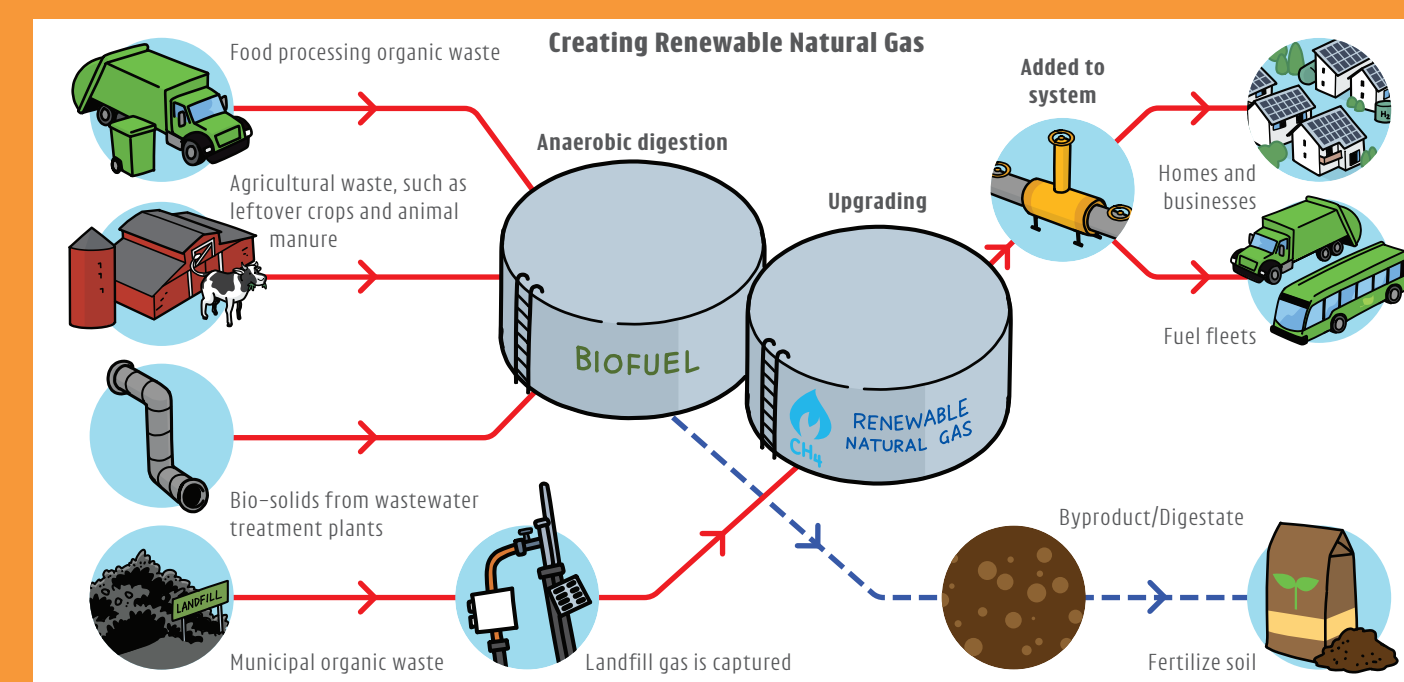 Creating Renewable Natural Gas
Food processing organic waste
Agricultural waste, such as
leftover crops and animal
manure
Bio-solids from wastewater
treatment plants
LANDFILL
Municipal organic waste
Landfill gas is captured
Anaerobic digestion
BIOFUEL
Upgrading
CH4
RENEWABLE
NATURAL GAS
Added to
system
H2
Homes and
businesses
Fuel fleets
Byproduct/Digestate
Fertilize soil